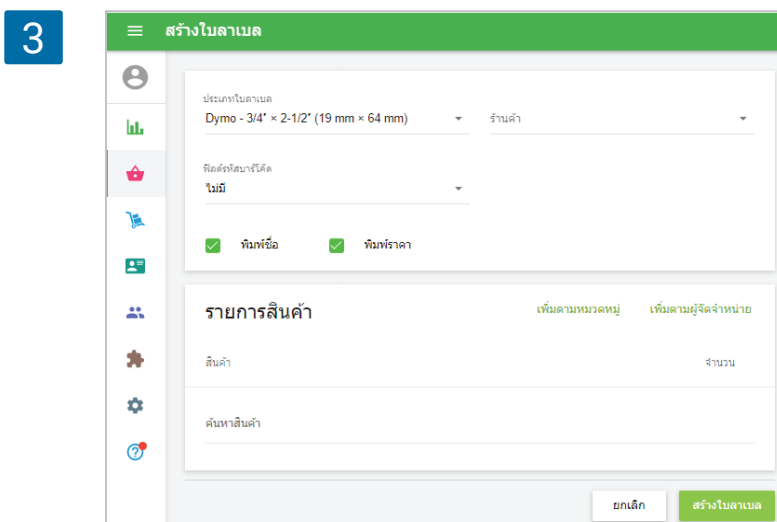 3
สร้างใบลาเบล
ประเภทใบลาเบล
Dymo - 3/4" × 2-1/2" (19 mm × 64 mm)
ร้านค้า
ฟิลด์รหัสบาร์โค้ด
ไม่มี
พิมพ์ชื่อ พิมพ์ราคา
รายการสินค้า เพิ่มตามหมวดหมู่ เพิ่มตามผู้จัดจำหน่าย
สินค้า จำนวน
ค้นหาสินค้า
ยกเลิก สร้างใบลาเบล